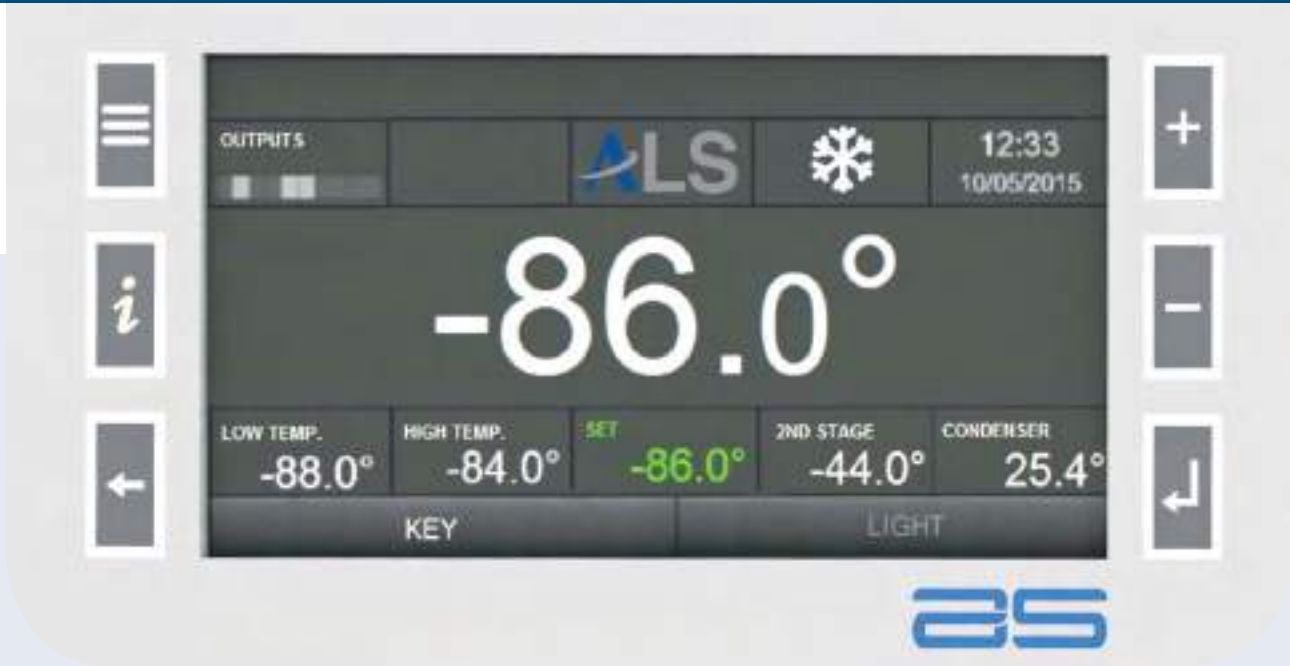 OUTPUTS
ALS
12:33
10/05/2015
-86.0°
LOW TEMP.
-88.0°
HIGH TEMP.
-84.0°
SET
-86.0°
2ND STAGE
-44.0°
CONDENSER
25.4°
KEY
LIGHT
i
+
-
as